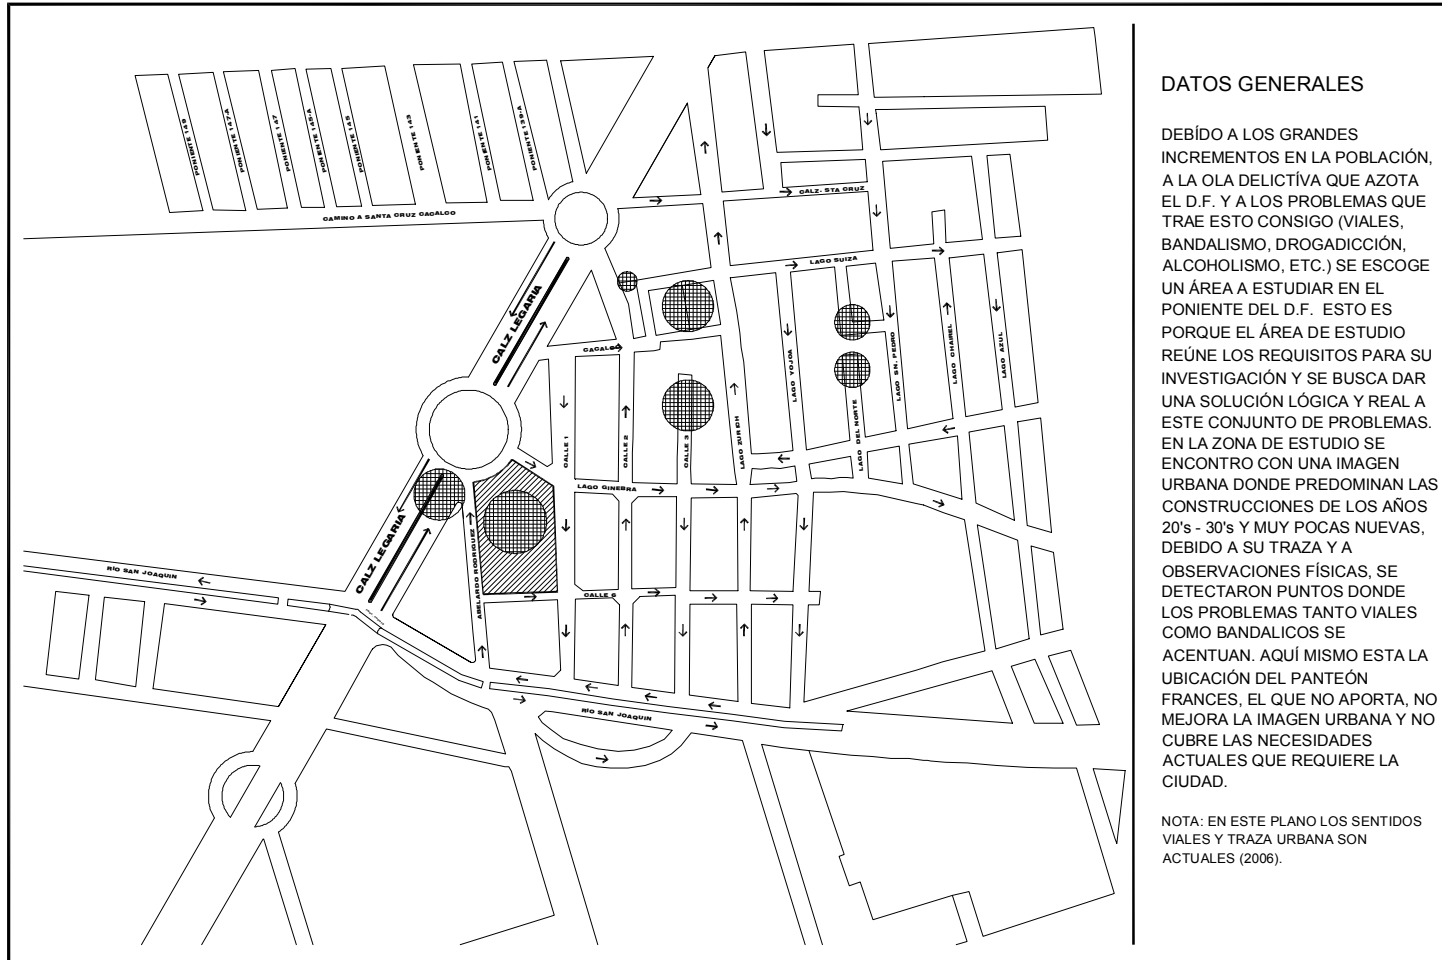 PONIENTE 149
PONIENTE 147-A
PONIENTE 147
PONIENTE 145-A
PONIENTE 145
PONIENTE 143
PONIENTE 141
PONIENTE 139-A
CAMINO A SANTA CRUZ CACALCO
CALZ. STA CRUZ
LAGO SUIZA
CALZ LEGARIA
CACALCO
LAGO YOJOA
LAGO SN. PEDRO
LAGO CHAIREL
LAGO AZUL
CALLE 1
CALLE 2
CALLE 3
LAGO ZURICH
LAGO DEL NORTE
LAGO GINEBRA
CALZ LEGARIA
ABELARDO RODRIGUEZ
RÍO SAN JOAQUIN
CALLE 6
RÍO SAN JOAQUIN
DATOS GENERALES
DEBÍDO A LOS GRANDES
INCREMENTOS EN LA POBLACIÓN,
A LA OLA DELICTÍVA QUE AZOTA
EL D.F. Y A LOS PROBLEMAS QUE
TRAE ESTO CONSIGO (VIALES,
BANDALISMO, DROGADICCIÓN,
ALCOHOLISMO, ETC.) SE ESCOGE
UN ÁREA A ESTUDIAR EN EL
PONIENTE DEL D.F. ESTO ES
PORQUE EL ÁREA DE ESTUDIO
REÚNE LOS REQUISITOS PARA SU
INVESTIGACIÓN Y SE BUSCA DAR
UNA SOLUCIÓN LÓGICA Y REAL A
ESTE CONJUNTO DE PROBLEMAS.
EN LA ZONA DE ESTUDIO SE
ENCONTRO CON UNA IMAGEN
URBANA DONDE PREDOMINAN LAS
CONSTRUCCIONES DE LOS AÑOS
20's - 30's Y MUY POCAS NUEVAS,
DEBIDO A SU TRAZA Y A
OBSERVACIONES FÍSICAS, SE
DETECTARON PUNTOS DONDE
LOS PROBLEMAS TANTO VIALES
COMO BANDALICOS SE
ACENTUAN. AQUÍ MISMO ESTA LA
UBICACIÓN DEL PANTEÓN
FRANCES, EL QUE NO APORTA, NO
MEJORA LA IMAGEN URBANA Y NO
CUBRE LAS NECESIDADES
ACTUALES QUE REQUIERE LA
CIUDAD.
NOTA: EN ESTE PLANO LOS SENTIDOS
VIALES Y TRAZA URBANA SON
ACTUALES (2006).